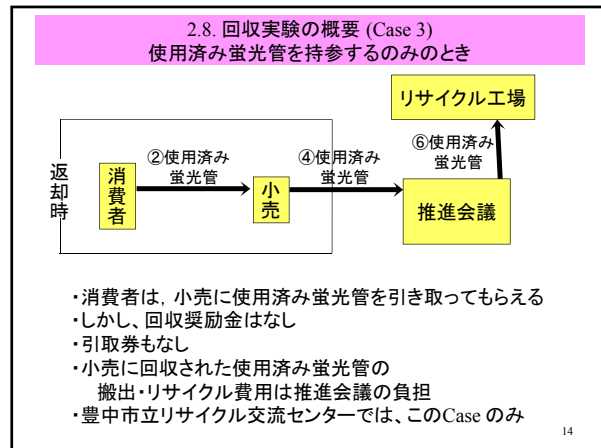 2.8. 回収実験の概要 (Case 3)
使用済み蛍光管を持参するのみのとき
リサイクル工場
②使用済み
蛍光管
④使用済み
蛍光管
⑥使用済み
蛍光管
返却時
消費者
小売
推進会議
・消費者は，小売に使用済み蛍光管を引き取ってもらえる
・しかし、回収奨励金はなし
・引取券もなし
・小売に回収された使用済み蛍光管の
搬出・リサイクル費用は推進会議の負担
・豊中市立リサイクル交流センターでは、このCase のみ
14